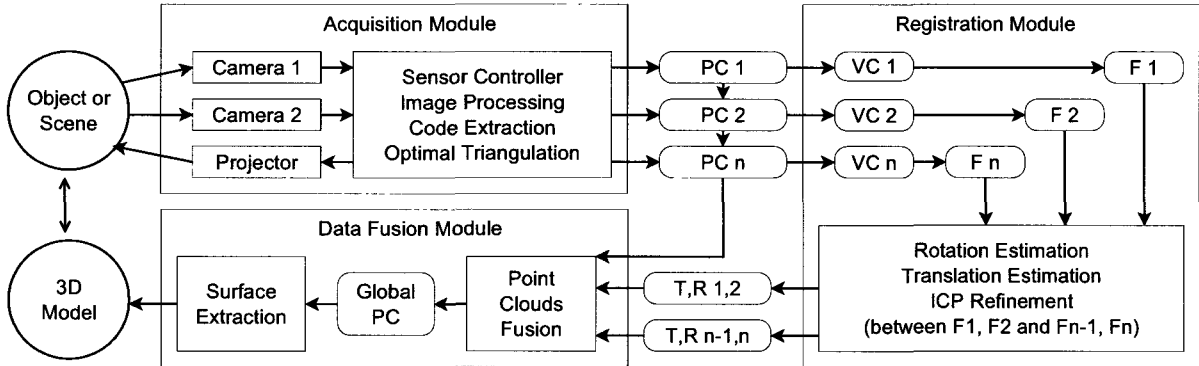 Acquisition Module
Registration Module
Object or
Scene
Camera 1
Camera 2
Projector
Sensor Controller
Image Processing
Code Extraction
Optimal Triangulation
PC 1
PC 2
PC n
VC 1
VC 2
VC n
F 1
F 2
F n
Data Fusion Module
3D
Model
Surface
Extraction
Global
PC
Point
Clouds
Fusion
T,R 1,2
T,R n-1,n
Rotation Estimation
Translation Estimation
ICP Refinement
(between F1, F2 and Fn-1, Fn)